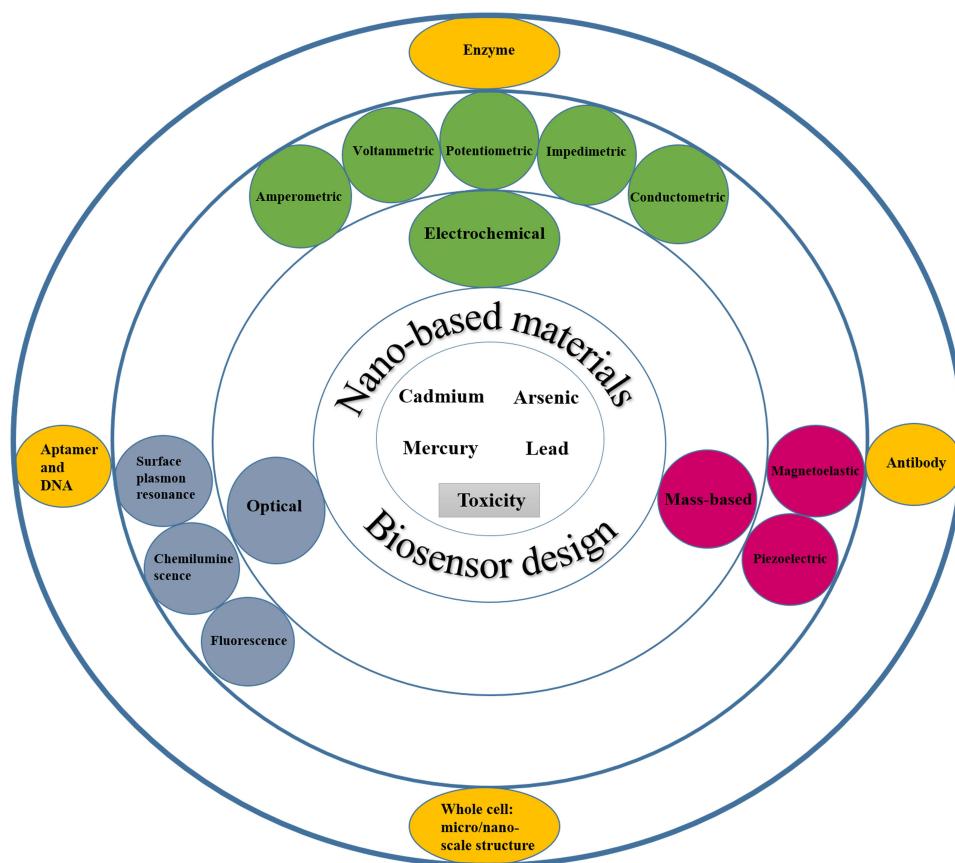 Enzyme
Voltammetric
Potentiometric
Impedimetric
Amperometric
Conductometric
Electrochemical
Nano-based materials
Cadmium
Arsenic
Mercury
Lead
Toxicity
Biosensor design
Aptamer
and
DNA
Surface
plasmon
resonance
Optical
Chemilumine
scence
Fluorescence
Mass-based
Magnetoelastic
Piezoelectric
Antibody
Whole cell:
micro/nano-
scale structure